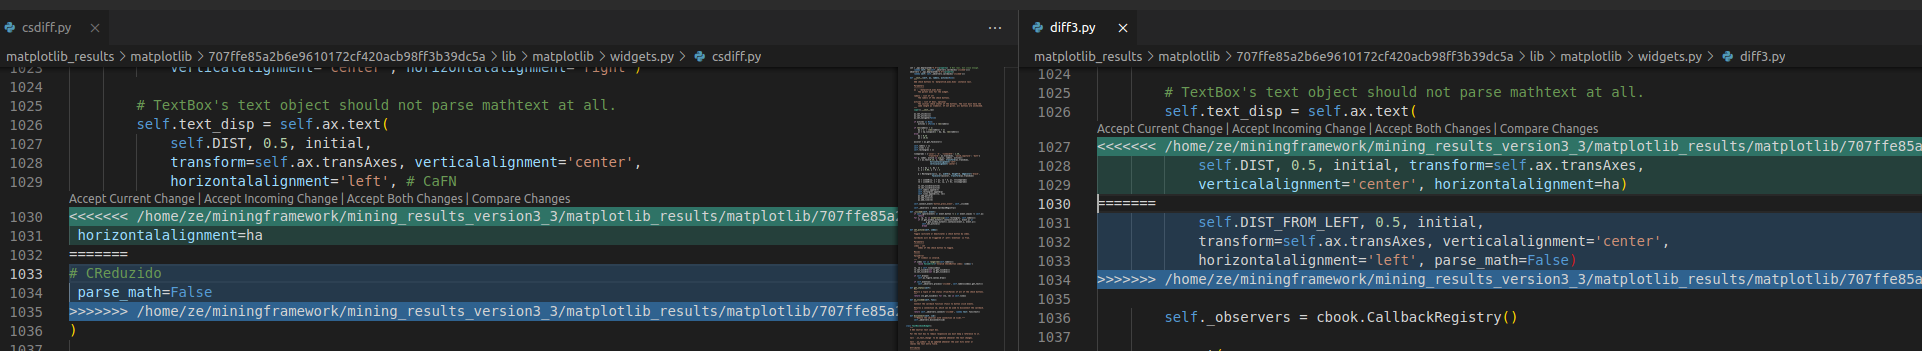 csdiff.py
matplotlib_results > matplotlib > 707ffe85a2b6e9610172cf420acb98ff3b39dc5a > lib > matplotlib > widgets.py > csdiff.py
1023 verticalalignment='center', horizontalalignment='right')
1024
1025 # TextBox's text object should not parse mathtext at all.
1026 self.text_disp = self.ax.text(
1027 self.DIST, 0.5, initial,
1028 transform=self.ax.transAxes, verticalalignment='center',
1029 horizontalalignment='left', # CaFN
Accept Current Change | Accept Incoming Change | Accept Both Changes | Compare Changes
1030 <<<<<<< /home/ze/miningframework/mining_results_version3_3/matplotlib_results/matplotlib/707ffe85a2
1031 horizontalalignment=ha
1032 =======
1033 # CReduzido
1034 parse_math=False
1035 >>>>>>> /home/ze/miningframework/mining_results_version3_3/matplotlib_results/matplotlib/707ffe85a2
1036 )
1037
diff3.py
matplotlib_results > matplotlib > 707ffe85a2b6e9610172cf420acb98ff3b39dc5a > lib > matplotlib > widgets.py > diff3.py
1024
1025 # TextBox's text object should not parse mathtext at all.
1026 self.text_disp = self.ax.text(
Accept Current Change | Accept Incoming Change | Accept Both Changes | Compare Changes
1027 <<<<<<< /home/ze/miningframework/mining_results_version3_3/matplotlib_results/matplotlib/707ffe85a
1028 self.DIST, 0.5, initial, transform=self.ax.transAxes,
1029 verticalalignment='center', horizontalalignment=ha)
1030 =======
1031 self.DIST_FROM_LEFT, 0.5, initial,
1032 transform=self.ax.transAxes, verticalalignment='center',
1033 horizontalalignment='left', parse_math=False)
1034 >>>>>>> /home/ze/miningframework/mining_results_version3_3/matplotlib_results/matplotlib/707ffe85a
1035
1036 self._observers = cbook.CallbackRegistry()
1037